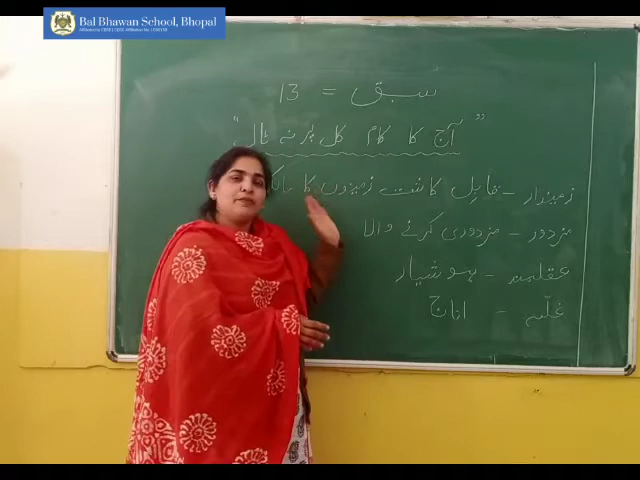 Bal Bhawan School, Bhopal
سبق = 13
"آج کا کام کل پر نہ ٹال"
زمیندار - قابلِ کاشت زمینوں کا مالک
مزدور - مزدوری کرنے والا
عقلمند - ہوشیار
غلّہ - اناج